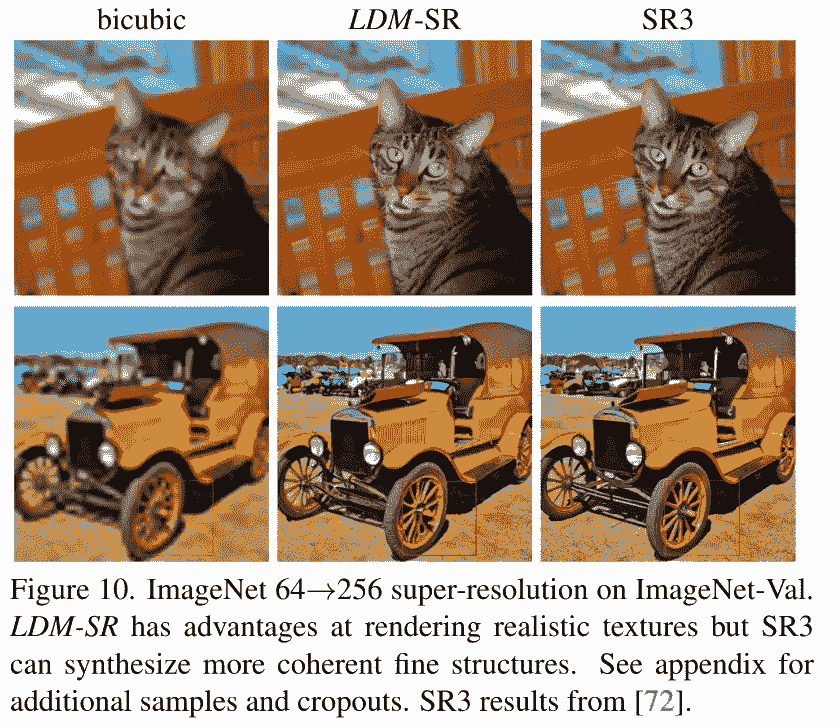 bicubic LDM-SR SR3
Figure 10. ImageNet 64→256 super-resolution on ImageNet-Val.
LDM-SR has advantages at rendering realistic textures but SR3
can synthesize more coherent fine structures. See appendix for
additional samples and cropouts. SR3 results from [72].